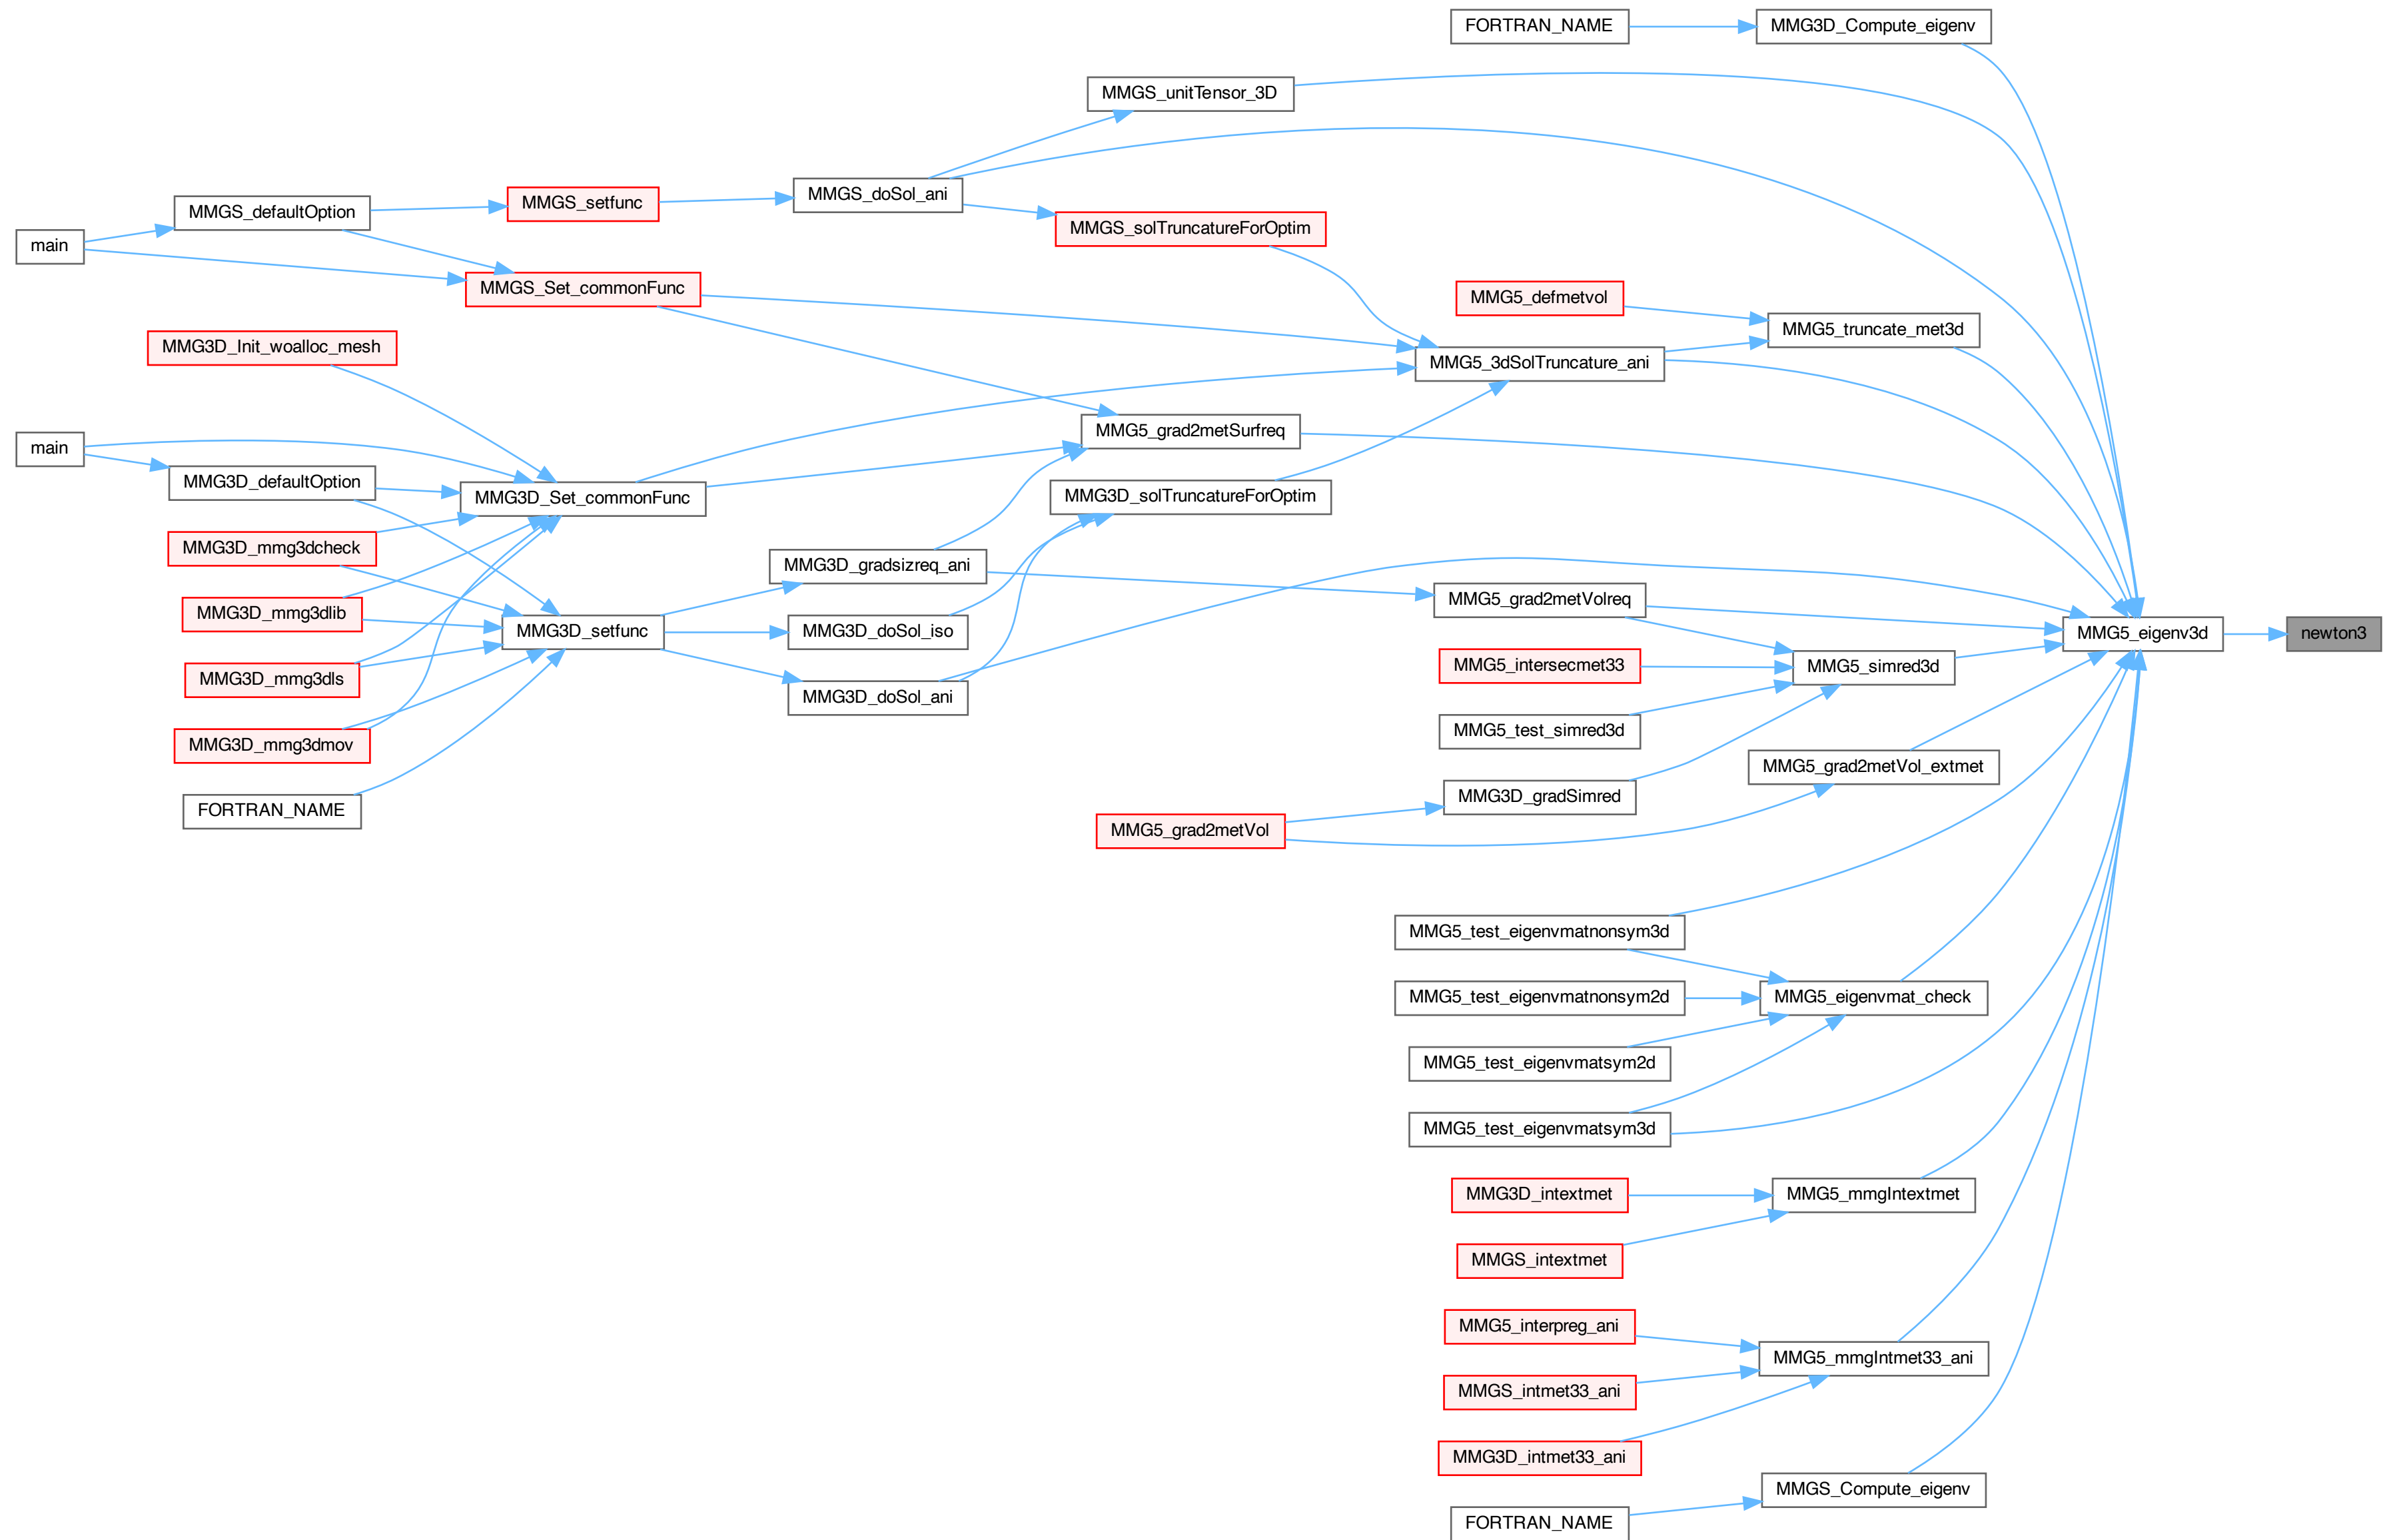 FORTRAN_NAME
MMG3D_Compute_eigenv
MMGS_unitTensor_3D
MMGS_doSol_ani
MMGS_setfunc
MMGS_defaultOption
MMGS_solTruncatureForOptim
main
MMGS_Set_commonFunc
MMG5_defmetvol
MMG5_truncate_met3d
MMG3D_Init_woalloc_mesh
MMG5_3dSolTruncature_ani
MMG5_grad2metSurfreq
main
MMG3D_defaultOption
MMG3D_Set_commonFunc
MMG3D_solTruncatureForOptim
MMG3D_mmg3dcheck
MMG3D_gradsizreq_ani
MMG5_grad2metVolreq
MMG3D_mmg3dlib
MMG3D_setfunc
MMG3D_doSol_iso
MMG5_eigenv3d
newton3
MMG5_intersecmet33
MMG5_simred3d
MMG3D_mmg3dls
MMG3D_doSol_ani
MMG5_test_simred3d
MMG3D_mmg3dmov
MMG5_grad2metVol_extmet
MMG3D_gradSimred
FORTRAN_NAME
MMG5_grad2metVol
MMG5_test_eigenvmatnonsym3d
MMG5_test_eigenvmatnonsym2d
MMG5_eigenvmat_check
MMG5_test_eigenvmatsym2d
MMG5_test_eigenvmatsym3d
MMG3D_intextmet
MMG5_mmgIntextmet
MMGS_intextmet
MMG5_interpreg_ani
MMG5_mmgIntmet33_ani
MMGS_intmet33_ani
MMG3D_intmet33_ani
MMGS_Compute_eigenv
FORTRAN_NAME